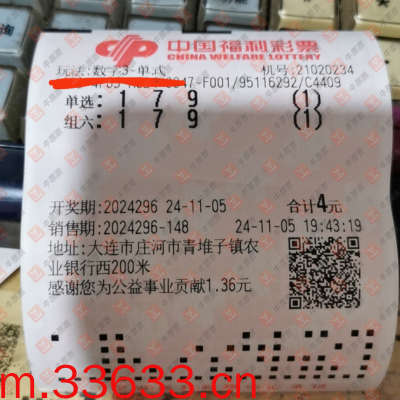 中国福利彩票
CHINA WELFARE LOTTERY
玩法:数字3-单式 机号:21020234
47-F001/95116292/C4409
单选: 1 7 9 (1)
组六: 1 7 9 (1)
开奖期:2024296 24-11-05 合计4元
销售期:2024296-148 24-11-05 19:43:19
地址:大连市庄河市青堆子镇农
业银行西200米
感谢您为公益事业贡献1.36元
m.33633.cn